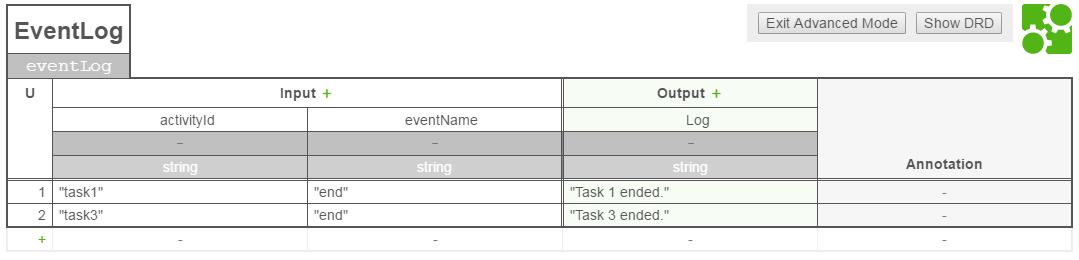 EventLog
Exit Advanced Mode Show DRD
eventLog
U Input + Output +
activityId eventName Log
- - -
string string string Annotation
1 "task1" "end" "Task 1 ended." -
2 "task3" "end" "Task 3 ended." -
+ - - - -